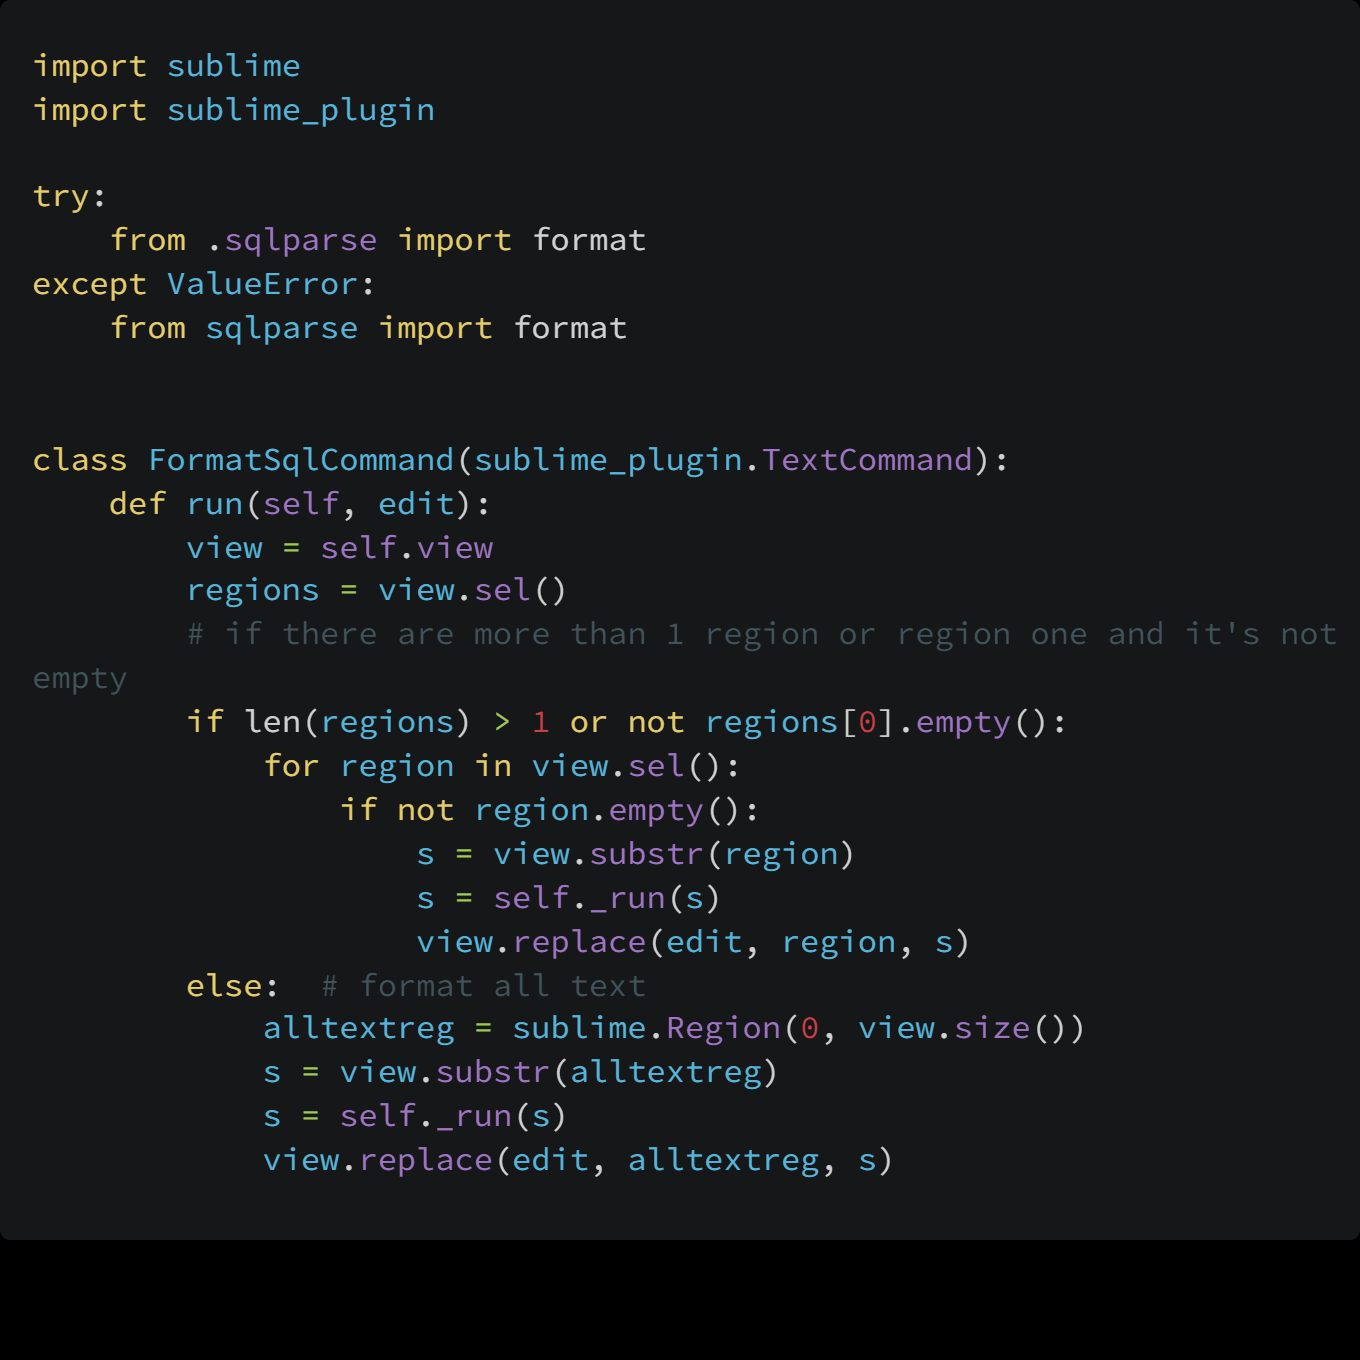 import sublime
import sublime_plugin

try:
    from .sqlparse import format
except ValueError:
    from sqlparse import format


class FormatSqlCommand(sublime_plugin.TextCommand):
    def run(self, edit):
        view = self.view
        regions = view.sel()
        # if there are more than 1 region or region one and it's not
empty
        if len(regions) > 1 or not regions[0].empty():
            for region in view.sel():
                if not region.empty():
                    s = view.substr(region)
                    s = self._run(s)
                    view.replace(edit, region, s)
        else:  # format all text
            alltextreg = sublime.Region(0, view.size())
            s = view.substr(alltextreg)
            s = self._run(s)
            view.replace(edit, alltextreg, s)